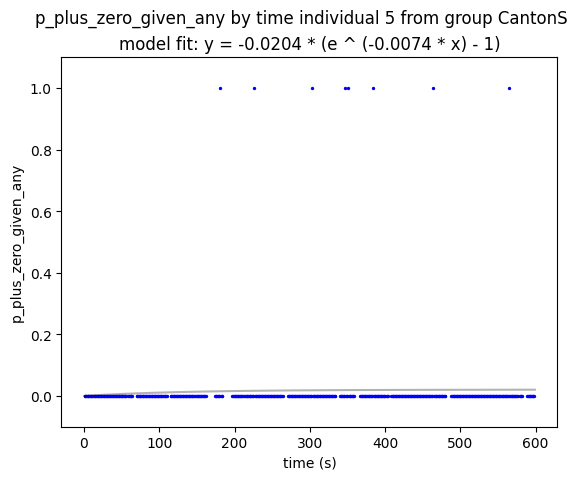 p_plus_zero_given_any by time individual 5 from group CantonS
model fit: y = -0.0204 * (e ^ (-0.0074 * x) - 1)
1.0
0.8
0.6
0.4
0.2
0.0
p_plus_zero_given_any
0 100 200 300 400 500 600
time (s)